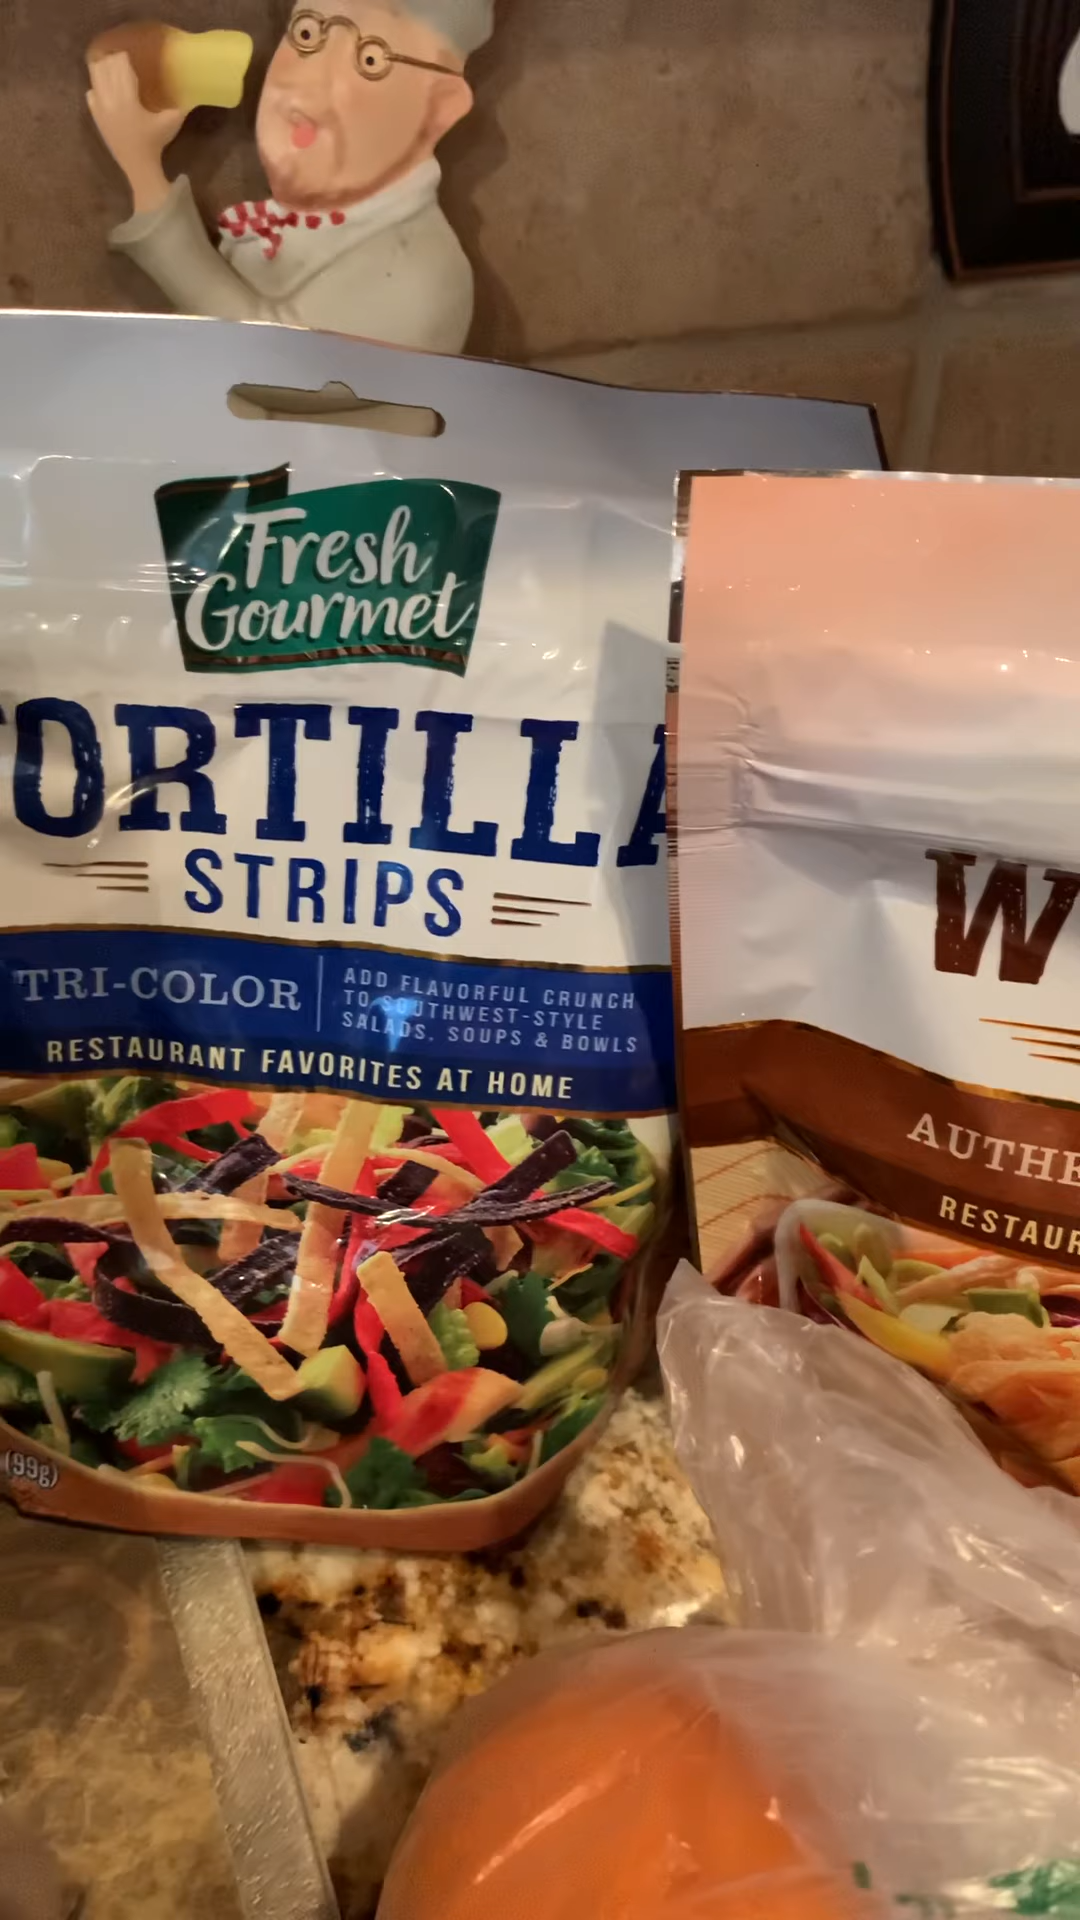 Fresh
Gourmet
TORTILLA
STRIPS
TRI-COLOR
ADD FLAVORFUL CRUNCH
TO SOUTHWEST-STYLE
SALADS, SOUPS & BOWLS
RESTAURANT FAVORITES AT HOME
(99g)
W
AUTHE
RESTAUR